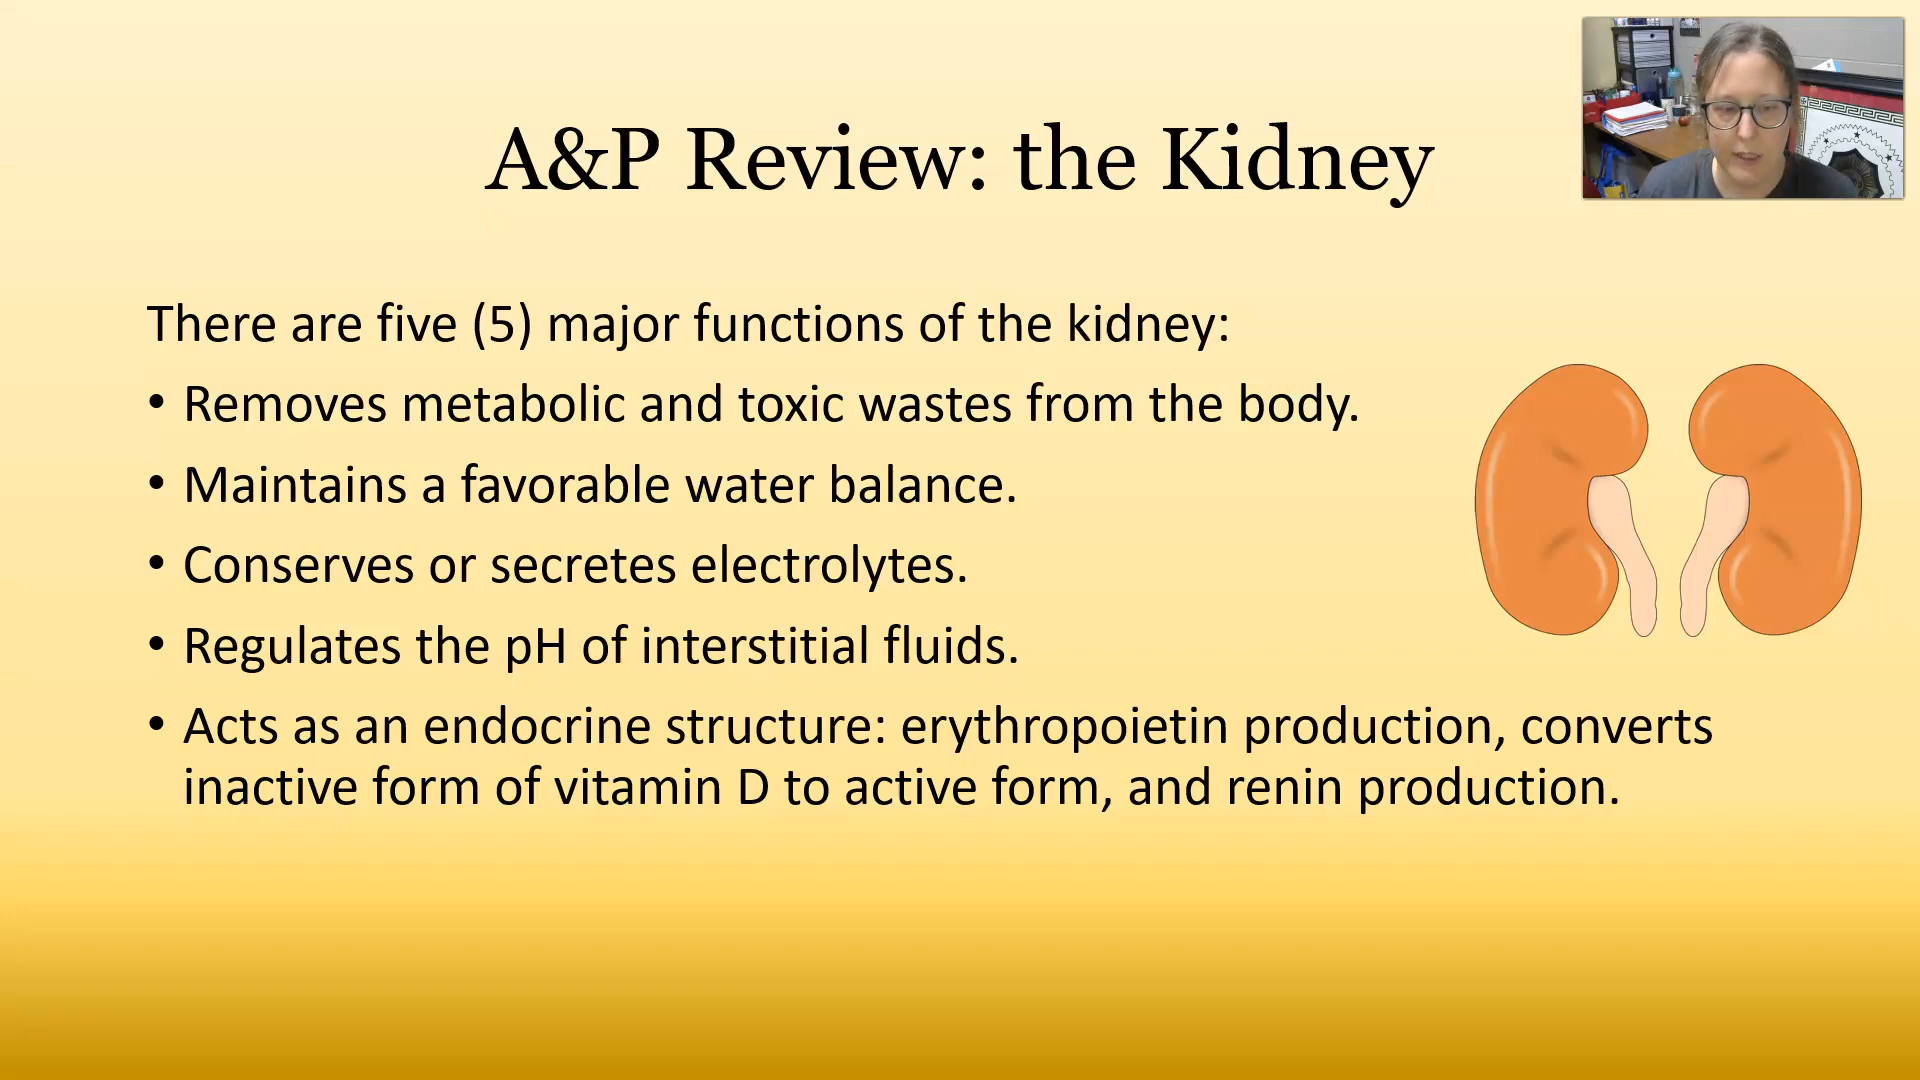 A&P Review: the Kidney
There are five (5) major functions of the kidney:
• Removes metabolic and toxic wastes from the body.
• Maintains a favorable water balance.
• Conserves or secretes electrolytes.
• Regulates the pH of interstitial fluids.
• Acts as an endocrine structure: erythropoietin production, converts
inactive form of vitamin D to active form, and renin production.